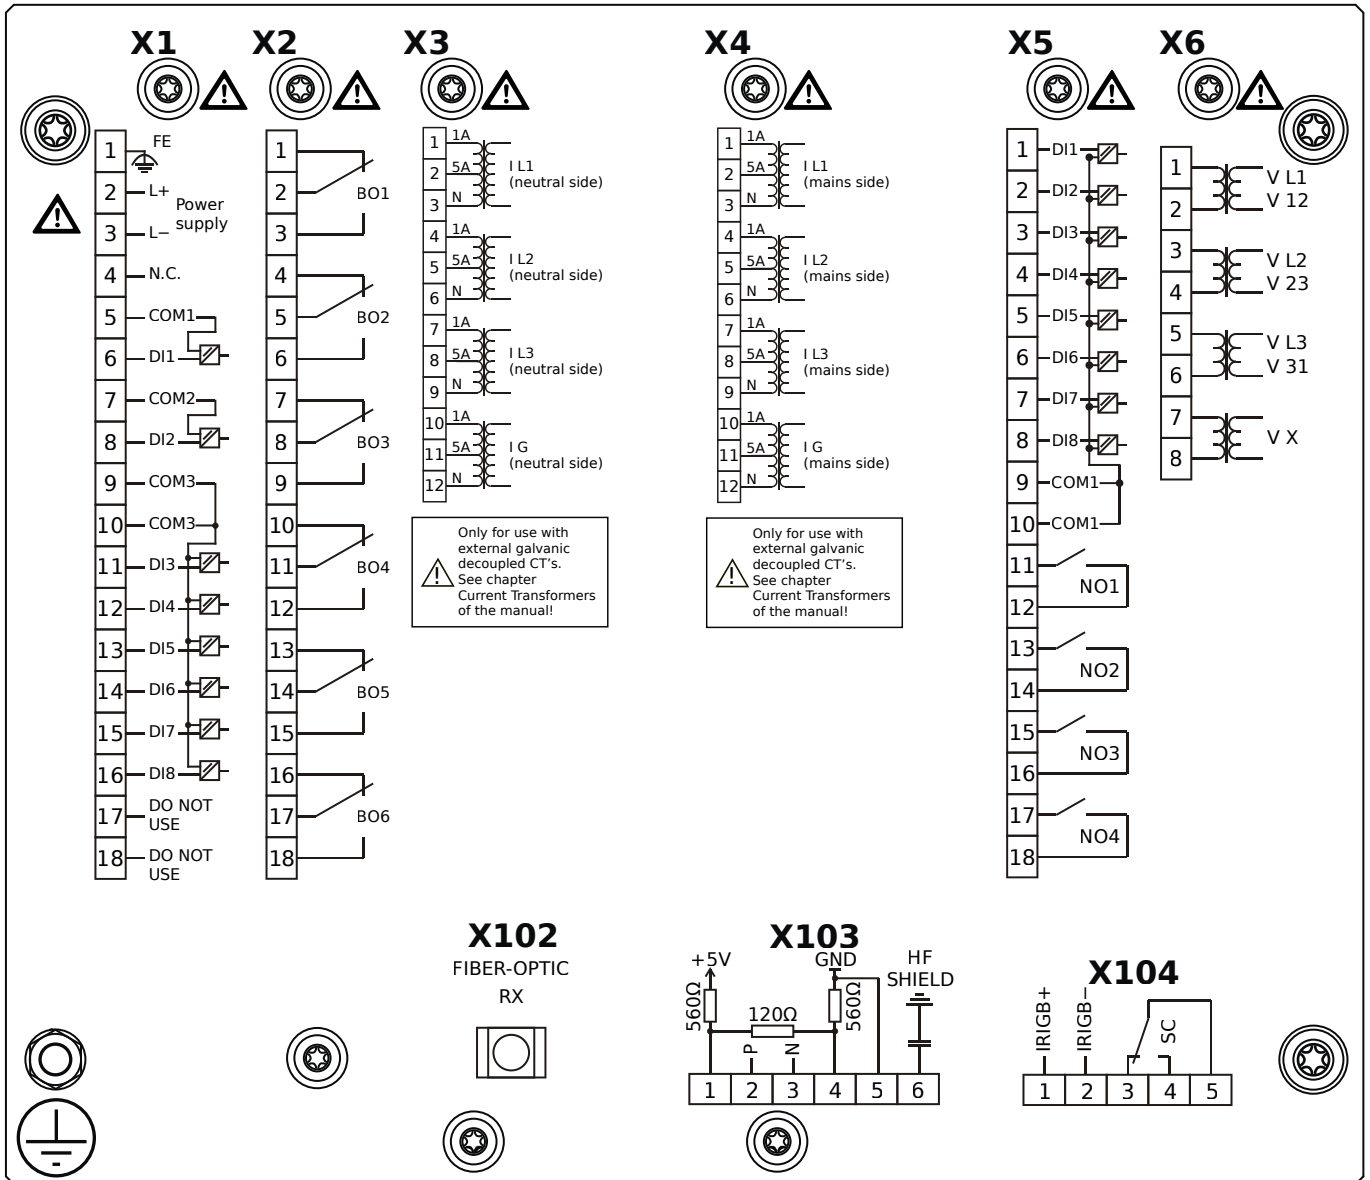 X1
X2
X3
X4
X5
X6
1
FE
2
L+
Power
supply
3
L−
4
N.C.
5
COM1
6
DI1
7
COM2
8
DI2
9
COM3
10
COM3
11
DI3
12
DI4
13
DI5
14
DI6
15
DI7
16
DI8
17
DO NOT
USE
18
DO NOT
USE
1
2
BO1
3
4
5
BO2
6
7
8
BO3
9
10
11
BO4
12
13
14
BO5
15
16
17
BO6
18
1
1A
2
5A
I L1
(neutral side)
3
N
4
1A
5
5A
I L2
(neutral side)
6
N
7
1A
8
5A
I L3
(neutral side)
9
N
10
1A
11
5A
I G
(neutral side)
12
N
Only for use with
external galvanic
decoupled CT’s.
See chapter
Current Transformers
of the manual!
1
1A
2
5A
I L1
(mains side)
3
N
4
1A
5
5A
I L2
(mains side)
6
N
7
1A
8
5A
I L3
(mains side)
9
N
10
1A
11
5A
I G
(mains side)
12
N
Only for use with
external galvanic
decoupled CT’s.
See chapter
Current Transformers
of the manual!
1
DI1
2
DI2
3
DI3
4
DI4
5
DI5
6
DI6
7
DI7
8
DI8
9
COM1
10
COM1
11
NO1
12
13
NO2
14
15
NO3
16
17
NO4
18
1
V L1
V 12
2
3
V L2
V 23
4
5
V L3
V 31
6
7
V X
8
X102
FIBER-OPTIC
RX
X103
+5V
GND
HF
SHIELD
560Ω
120Ω
560Ω
P
N
1 2 3 4 5 6
X104
IRIGB+
IRIGB−
SC
1 2 3 4 5